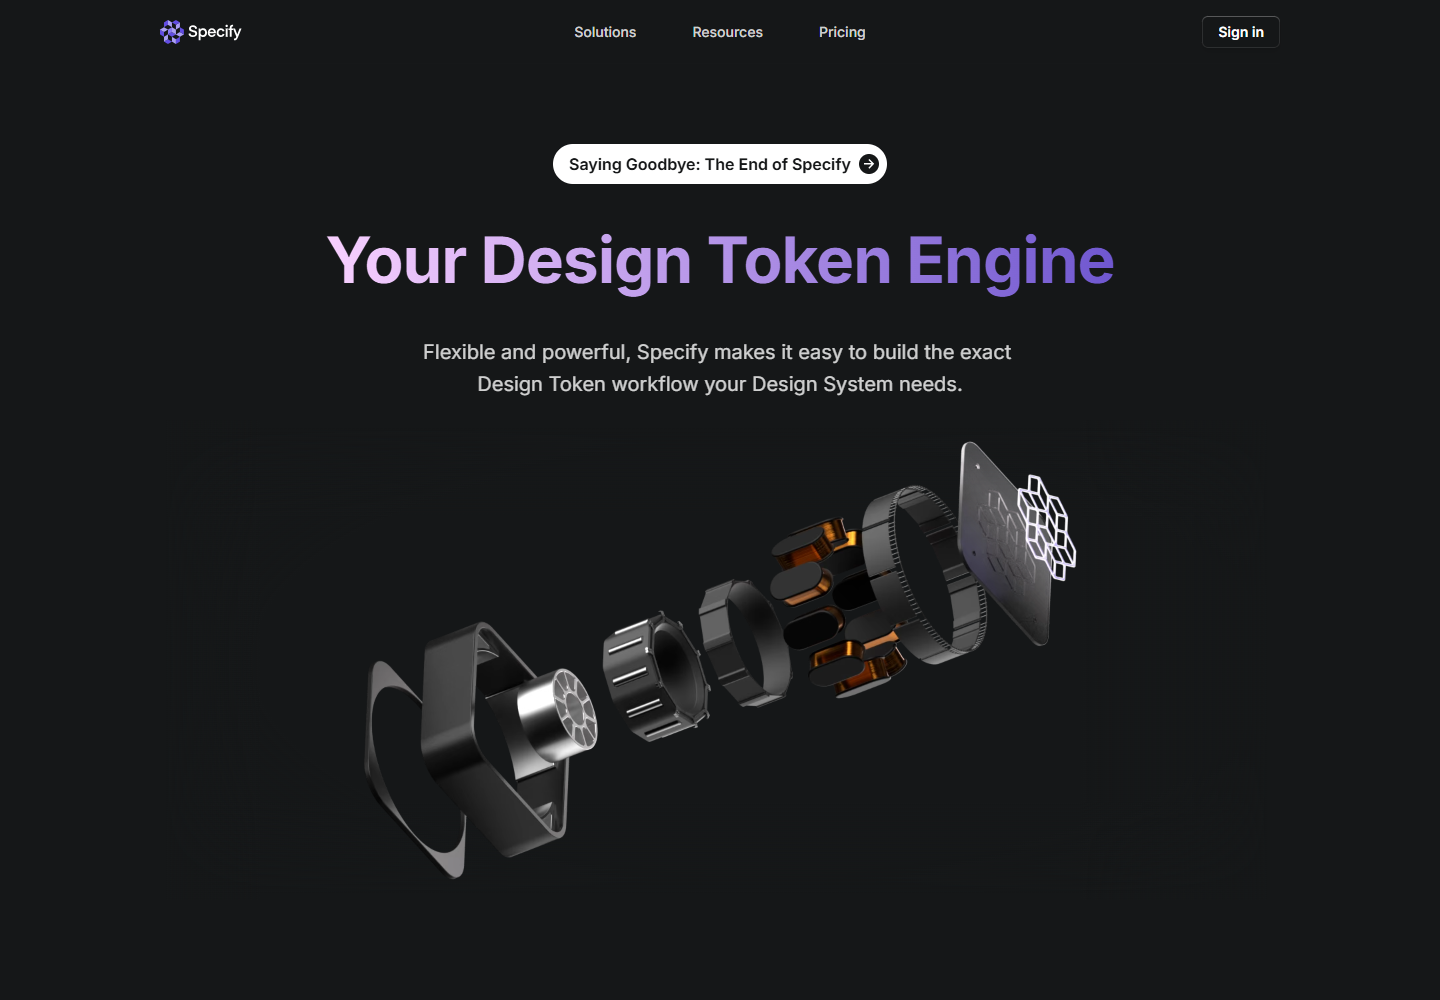 Specify
Solutions
Resources
Pricing
Sign in
Saying Goodbye: The End of Specify
Your Design Token Engine
Flexible and powerful, Specify makes it easy to build the exact
Design Token workflow your Design System needs.